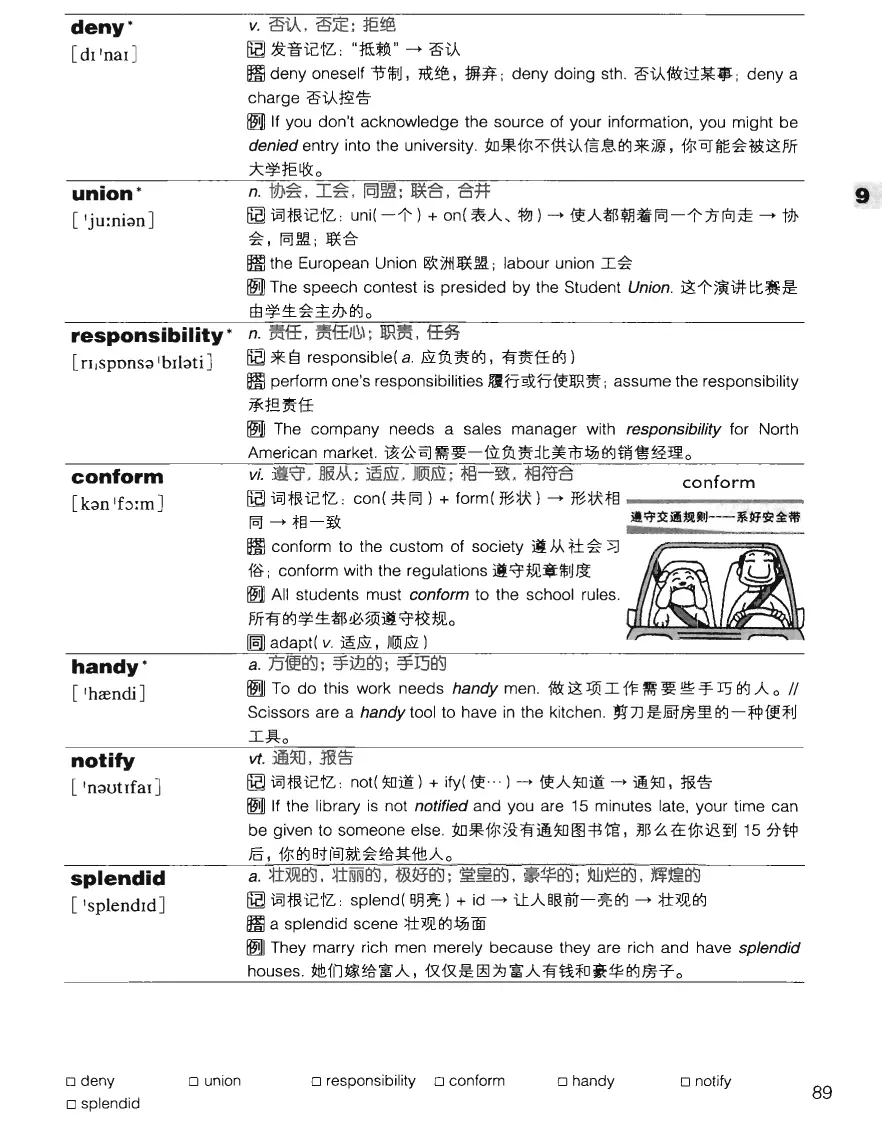 deny*
[dɪˈnaɪ]
v. 否认, 否定; 拒绝
[记] 发音记忆: “抵赖” → 否认
[搭] deny oneself 节制, 戒绝, 摒弃; deny doing sth. 否认做过某事; deny a
charge 否认控告
[例] If you don't acknowledge the source of your information, you might be
denied entry into the university. 如果你不供认信息的来源, 你可能会被这所
大学拒收。
union*
[ˈjuːniən]
n. 协会, 工会, 同盟; 联合, 合并
[记] 词根记忆: uni(一个) + on(表人、物) → 使人都朝着同一个方向走 → 协
会, 同盟; 联合
[搭] the European Union 欧洲联盟; labour union 工会
[例] The speech contest is presided by the Student Union. 这个演讲比赛是
由学生会主办的。
9
responsibility*
[rɪˌspɒnsəˈbɪləti]
n. 责任, 责任心; 职责, 任务
[记] 来自 responsible(a. 应负责的, 有责任的)
[搭] perform one's responsibilities 履行或行使职责; assume the responsibility
承担责任
[例] The company needs a sales manager with responsibility for North
American market. 该公司需要一位负责北美市场的销售经理。
conform
[kənˈfɔːm]
vi. 遵守, 服从; 适应, 顺应; 相一致, 相符合
[记] 词根记忆: con(共同) + form(形状) → 形状相
同 → 相一致
[搭] conform to the custom of society 遵从社会习
俗; conform with the regulations 遵守规章制度
[例] All students must conform to the school rules.
所有的学生都必须遵守校规。
[同] adapt(v. 适应, 顺应)
conform
遵守交通规则----系好安全带
handy*
[ˈhændi]
a. 方便的; 手边的; 手巧的
[例] To do this work needs handy men. 做这项工作需要些手巧的人。//
Scissors are a handy tool to have in the kitchen. 剪刀是厨房里的一种便利
工具。
notify
[ˈnəʊtɪfaɪ]
vt. 通知, 报告
[记] 词根记忆: not(知道) + ify(使…) → 使人知道 → 通知, 报告
[例] If the library is not notified and you are 15 minutes late, your time can
be given to someone else. 如果你没有通知图书馆, 那么在你迟到 15 分钟
后, 你的时间就会给其他人。
splendid
[ˈsplendɪd]
a. 壮观的, 壮丽的, 极好的; 堂皇的, 豪华的; 灿烂的, 辉煌的
[记] 词根记忆: splend(明亮) + id → 让人眼前一亮的 → 壮观的
[搭] a splendid scene 壮观的场面
[例] They marry rich men merely because they are rich and have splendid
houses. 她们嫁给富人, 仅仅是因为富人有钱和豪华的房子。
□ deny □ union □ responsibility □ conform □ handy □ notify
□ splendid
89